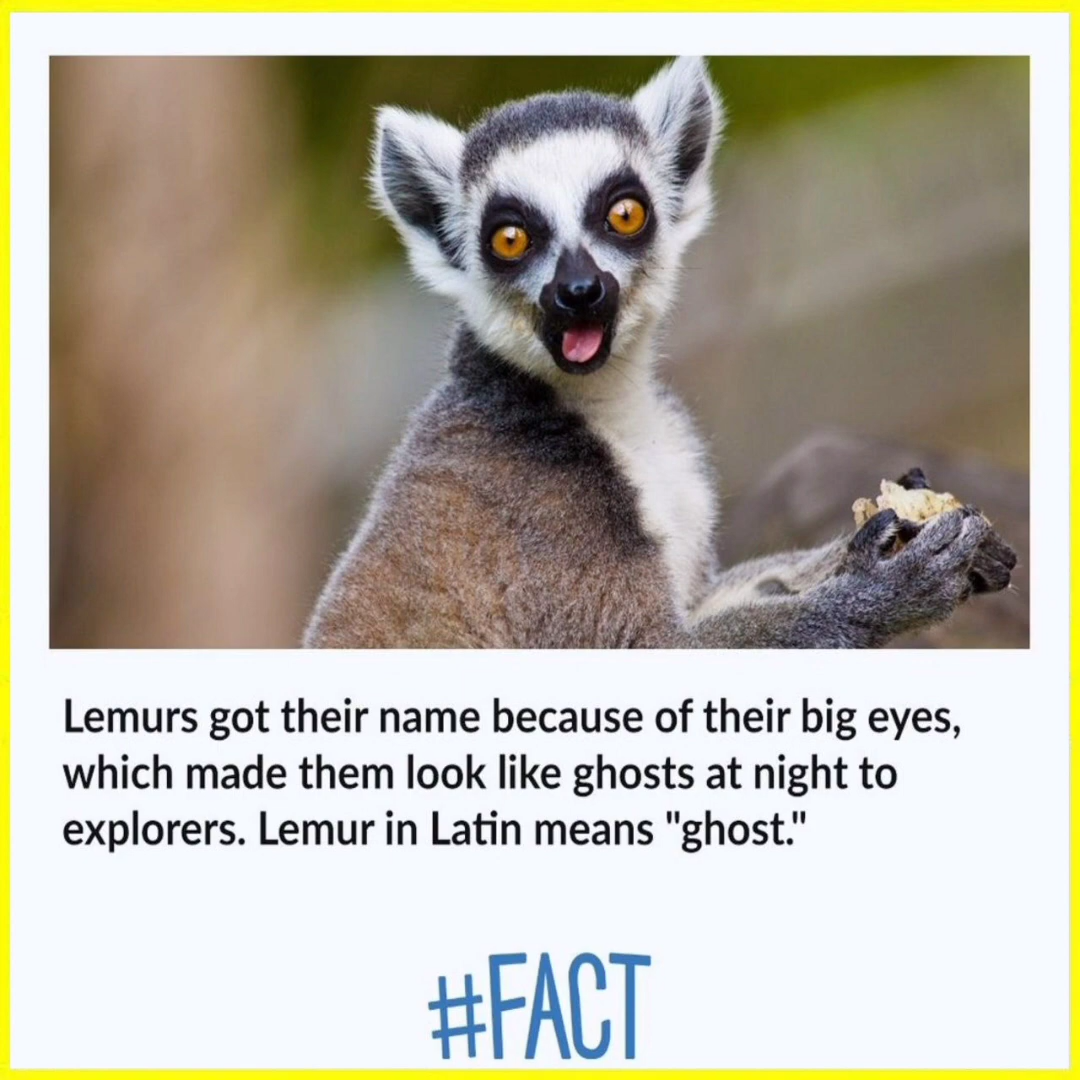 Lemurs got their name because of their big eyes,
which made them look like ghosts at night to
explorers. Lemur in Latin means "ghost."
#FACT